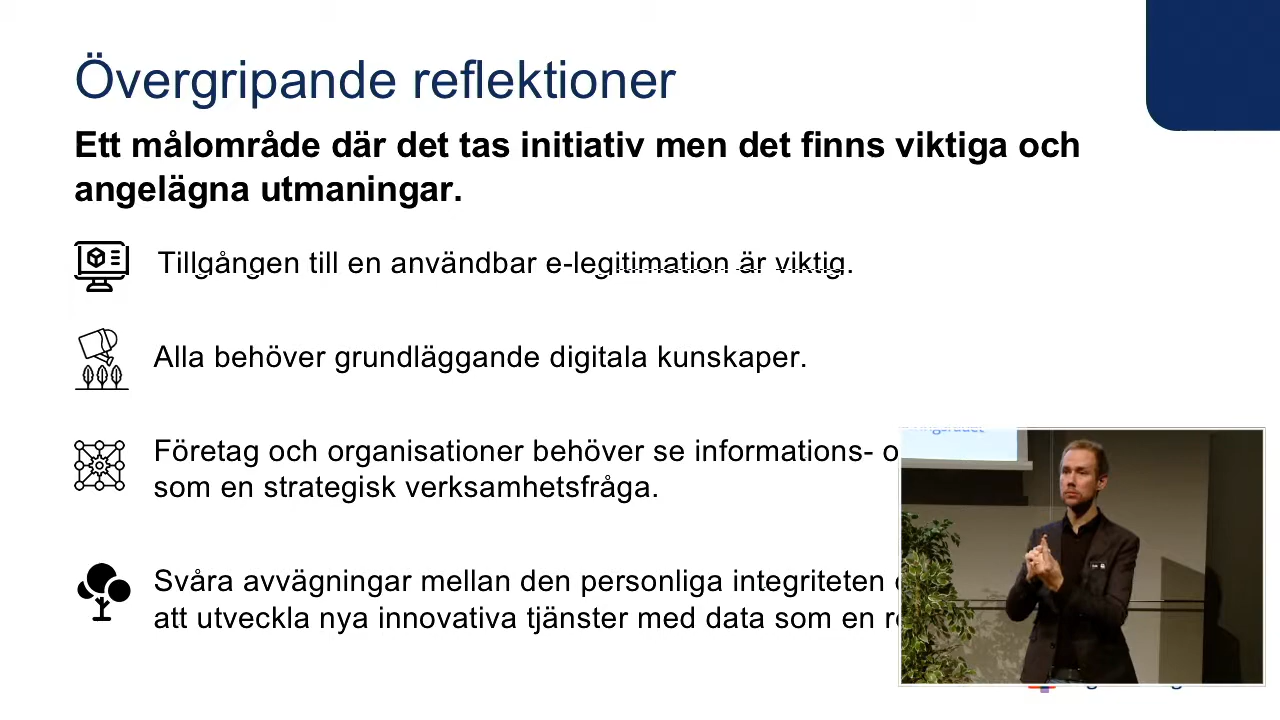 Övergripande reflektioner
Ett målområde där det tas initiativ men det finns viktiga och
angelägna utmaningar.
Tillgången till en användbar e-legitimation är viktig.
Alla behöver grundläggande digitala kunskaper.
Företag och organisationer behöver se informations-
som en strategisk verksamhetsfråga.
Svåra avvägningar mellan den personliga integriteten
att utveckla nya innovativa tjänster med data som en